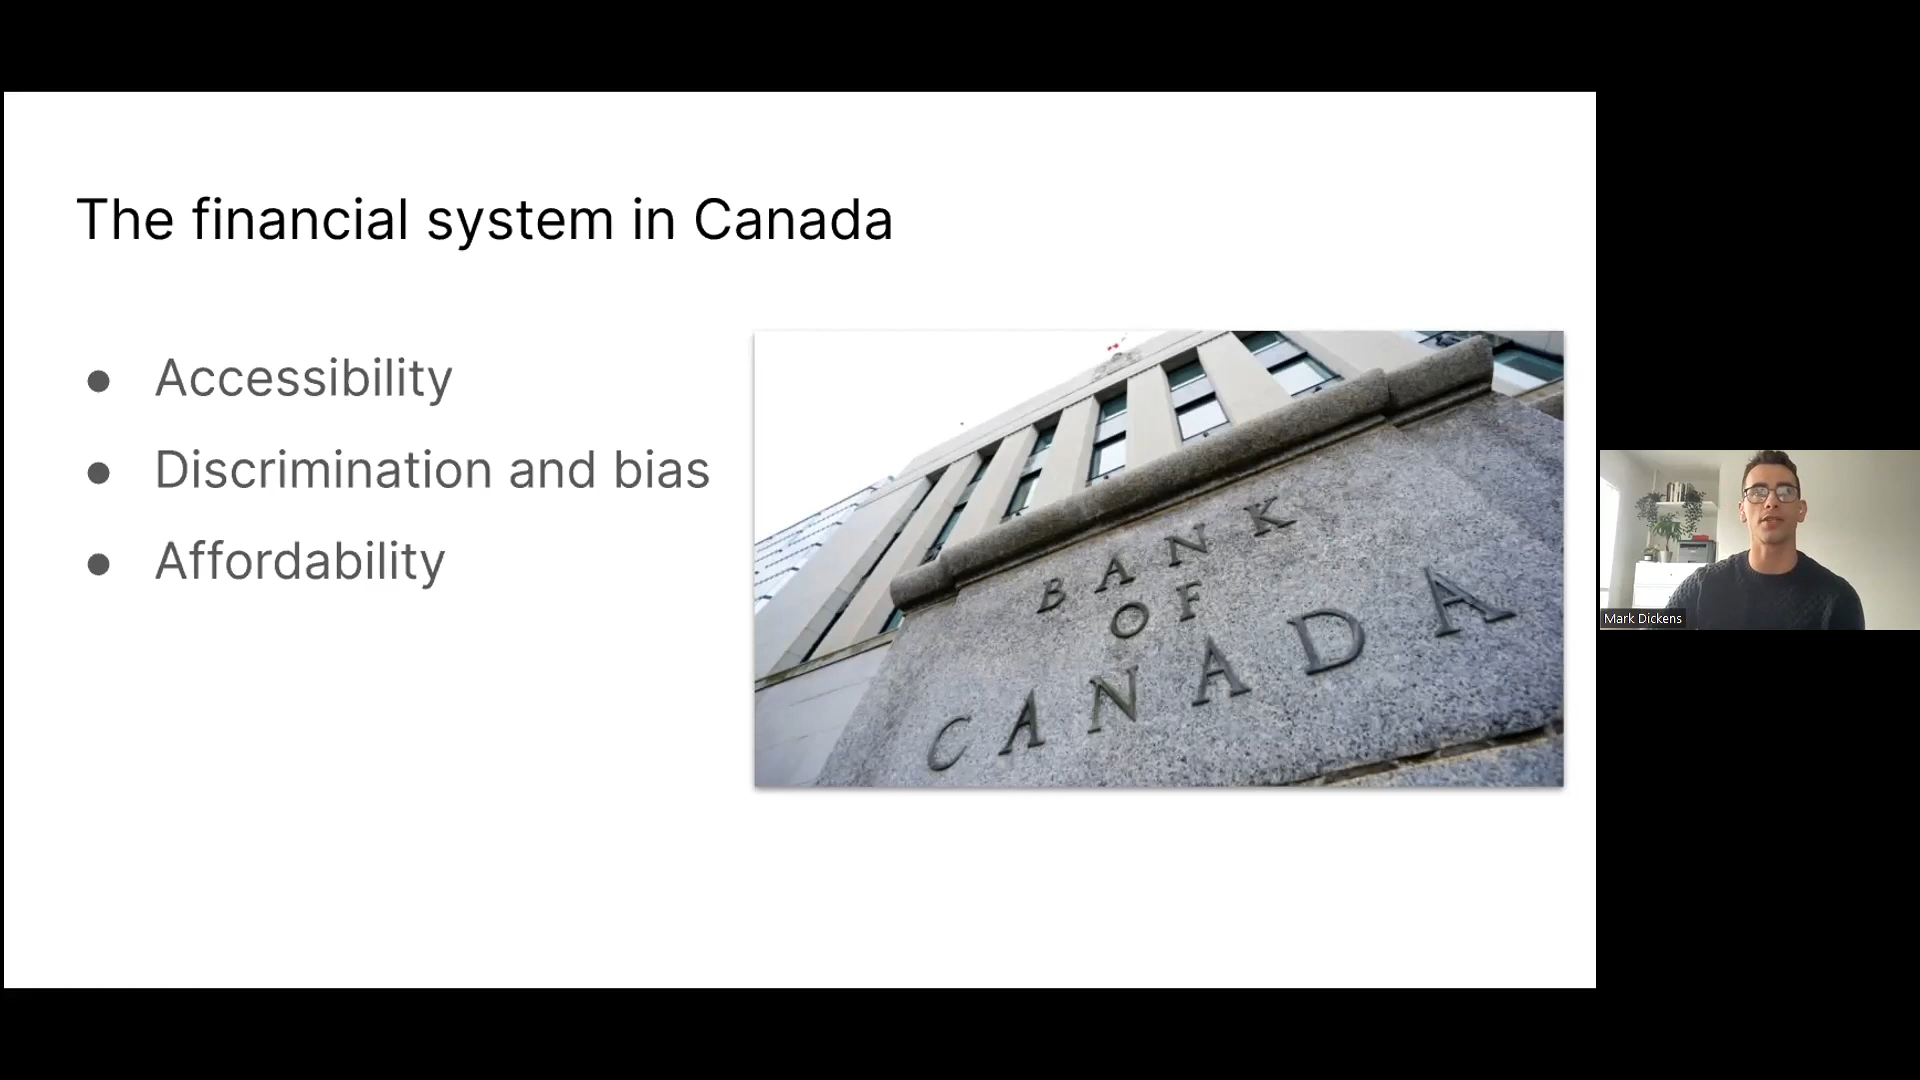 The financial system in Canada
Accessibility
Discrimination and bias
Affordability
BANK
OF
CANADA
Mark Dickens